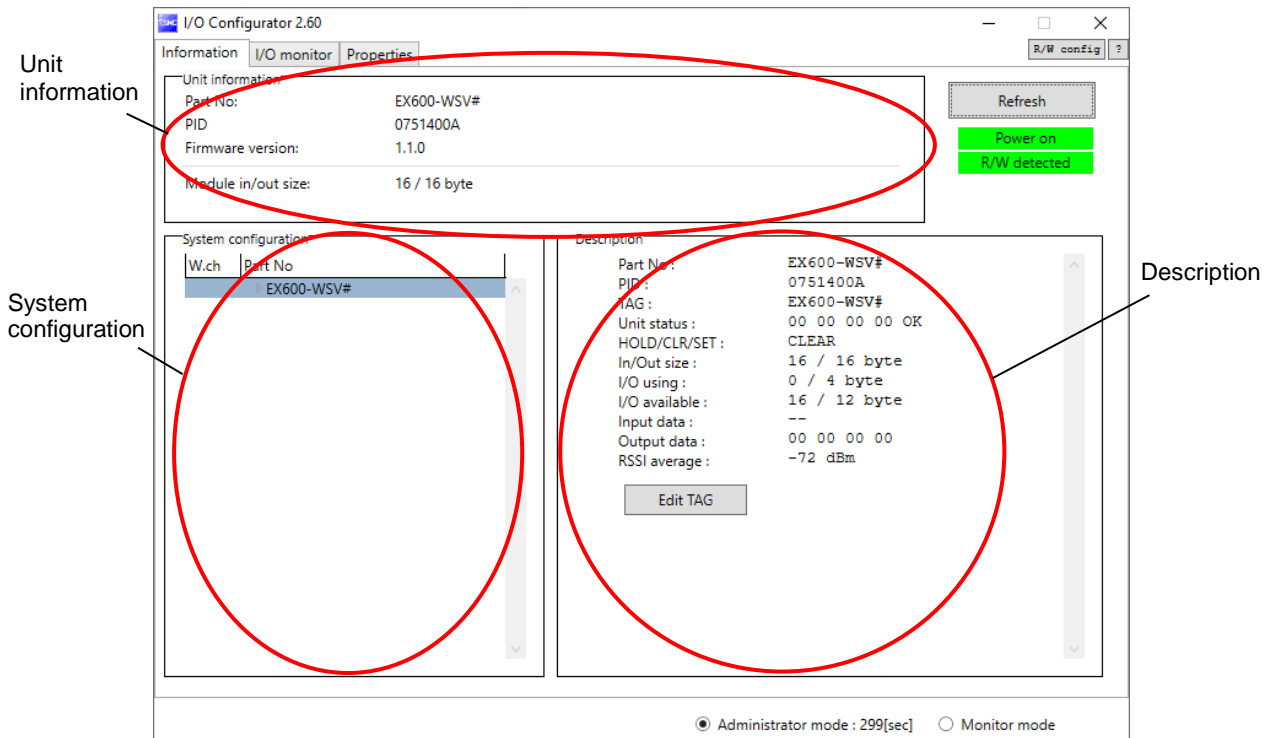 SMC I/O Configurator 2.60
Information I/O monitor Properties R/W config ?
Unit information
Unit information
Part No: EX600-WSV#
PID 0751400A
Firmware version: 1.1.0
Module in/out size: 16 / 16 byte
Refresh
Power on
R/W detected
System configuration
System configuration
W.ch Part No
EX600-WSV#
Description
Description
Part No : EX600-WSV#
PID : 0751400A
TAG : EX600-WSV#
Unit status : 00 00 00 00 OK
HOLD/CLR/SET : CLEAR
In/Out size : 16 / 16 byte
I/O using : 0 / 4 byte
I/O available : 16 / 12 byte
Input data : --
Output data : 00 00 00 00
RSSI average : -72 dBm
Edit TAG
Administrator mode : 299[sec] Monitor mode